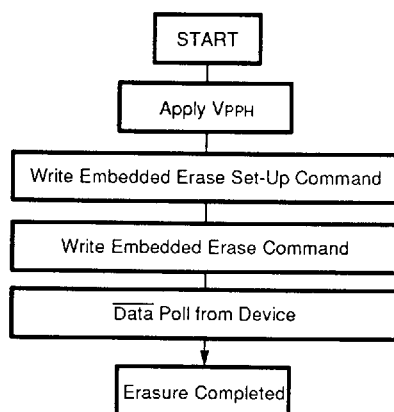 START
Apply VPPH
Write Embedded Erase Set-Up Command
Write Embedded Erase Command
Data Poll from Device
Erasure Completed